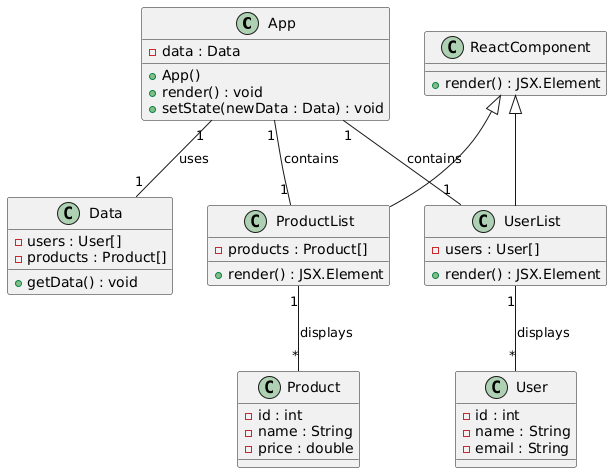 C App
data : Data
App()
render() : void
setState(newData : Data) : void
C ReactComponent
render() : JSX.Element
1
1
1
uses
contains
contains
1
1
1
C Data
users : User[]
products : Product[]
getData() : void
C ProductList
products : Product[]
render() : JSX.Element
C UserList
users : User[]
render() : JSX.Element
1
displays
*
1
displays
*
C Product
id : int
name : String
price : double
C User
id : int
name : String
email : String